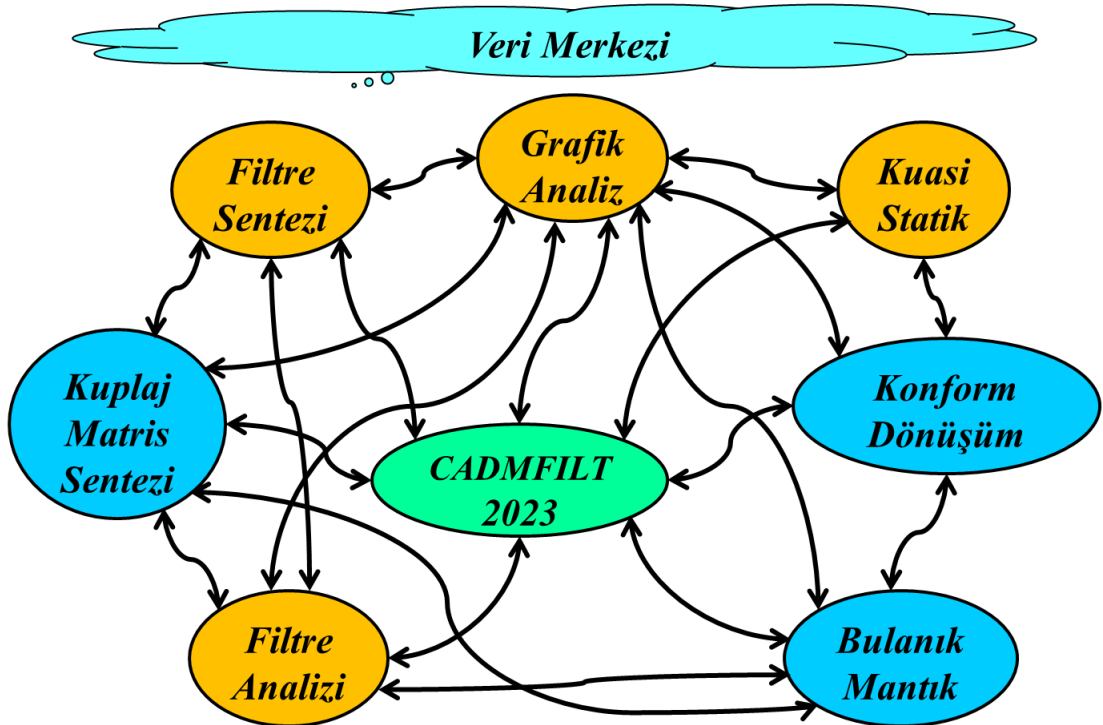 Veri Merkezi
Filtre
Sentezi
Grafik
Analiz
Kuasi
Statik
Kuplaj
Matris
Sentezi
CADMFILT
2023
Konform
Dönüşüm
Filtre
Analizi
Bulanık
Mantık